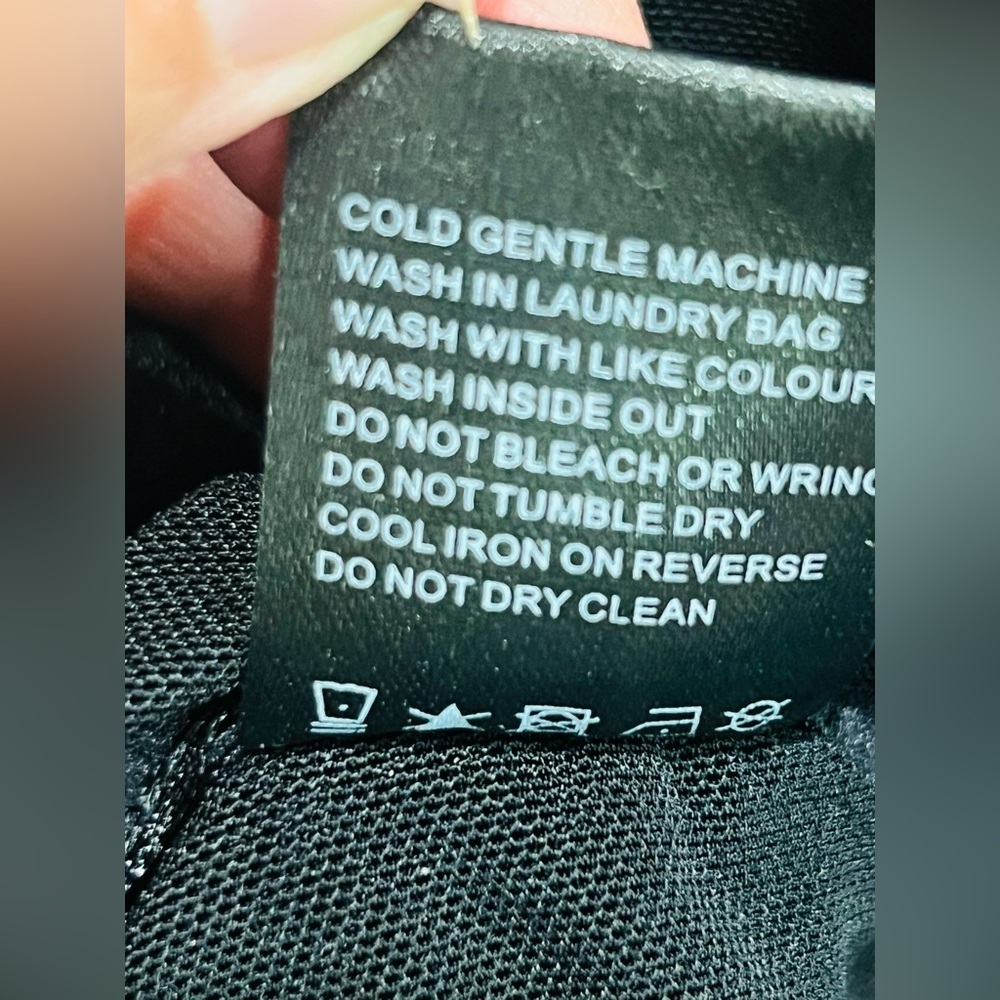 COLD GENTLE MACHINE
WASH IN LAUNDRY BAG
WASH WITH LIKE COLOUR
WASH INSIDE OUT
DO NOT BLEACH OR WRING
DO NOT TUMBLE DRY
COOL IRON ON REVERSE
DO NOT DRY CLEAN